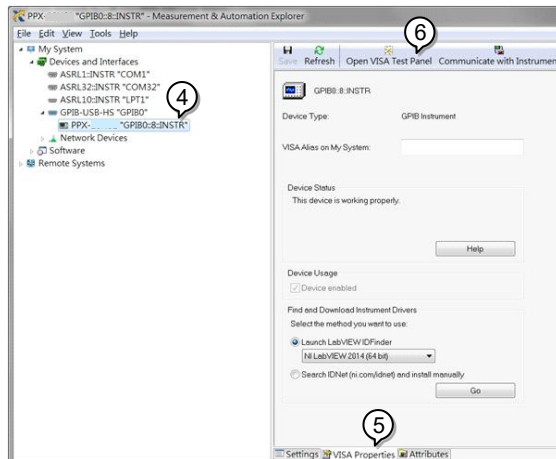 PPX- "GPIB0::8::INSTR" - Measurement & Automation Explorer
File Edit View Tools Help
My System
Devices and Interfaces
ASRL1::INSTR "COM1"
ASRL32::INSTR "COM32"
ASRL10::INSTR "LPT1"
GPIB-USB-HS "GPIB0"
4
PPX- "GPIB0::8::INSTR"
Network Devices
Software
Remote Systems
6
Save Refresh Open VISA Test Panel Communicate with Instrumen
GPIB0::8::INSTR
Device Type: GPIB Instrument
VISA Alias on My System:
Device Status
This device is working properly.
Help
Device Usage
Device enabled
Find and Download Instrument Drivers
Select the method you want to use:
Launch LabVIEW IDFinder
NI LabVIEW 2014 (64 bit)
Search IDNet (ni.com/idnet) and install manually
Go
5
Settings VISA Properties Attributes